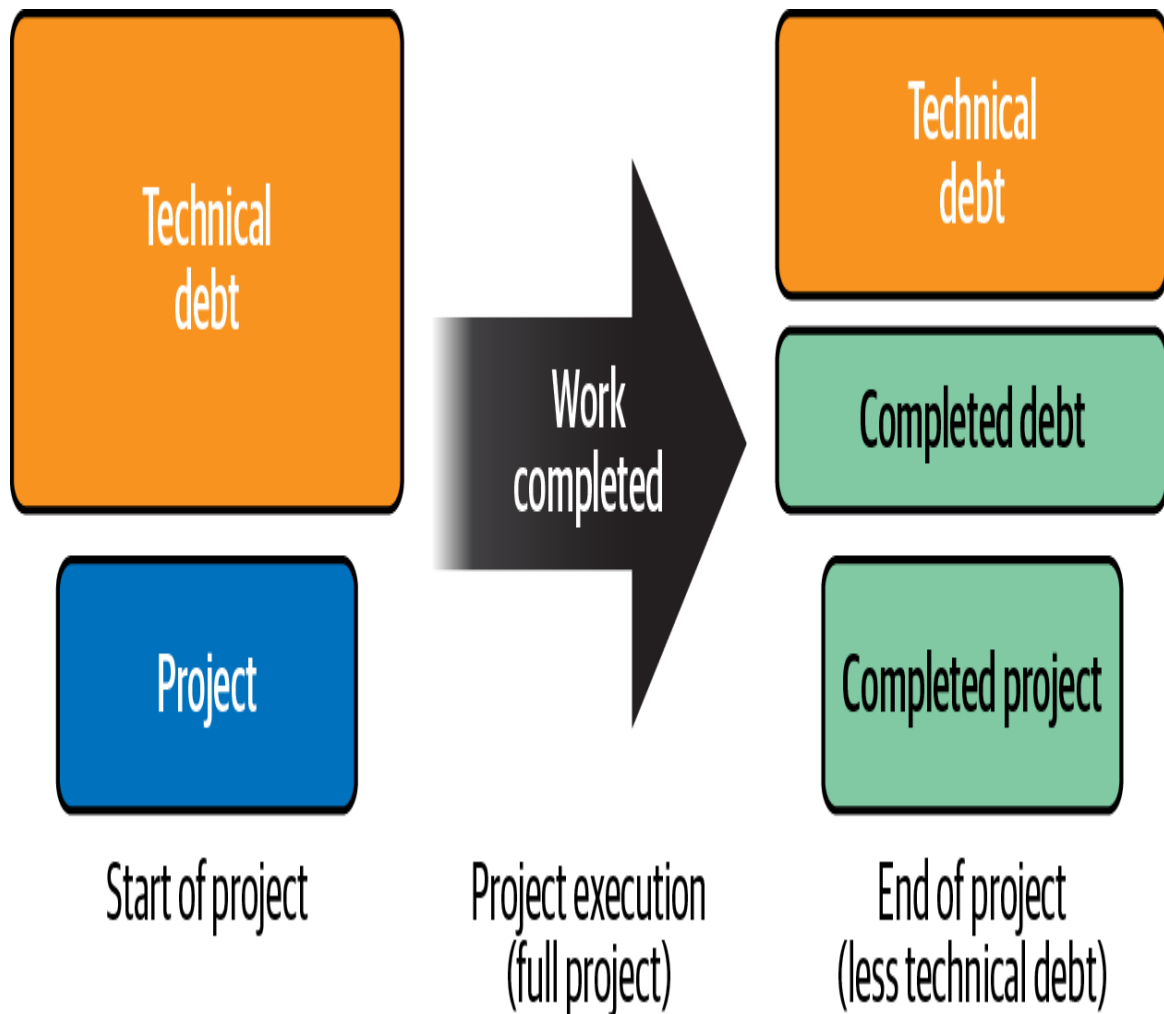 Technical
debt
Project
Start of project
Work
completed
Project execution
(full project)
Technical
debt
Completed debt
Completed project
End of project
(less technical debt)